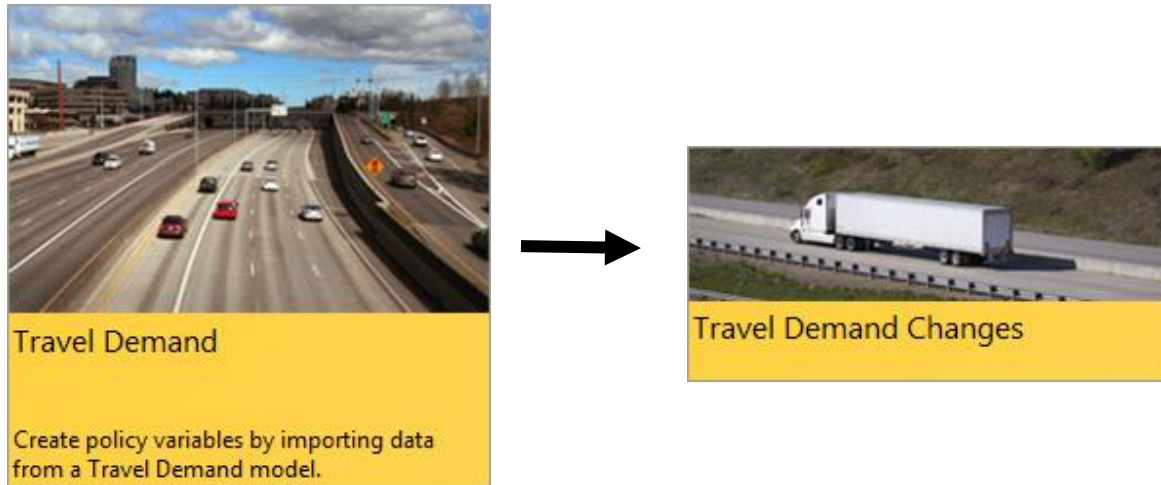 Travel Demand
Create policy variables by importing data
from a Travel Demand model.
Travel Demand Changes